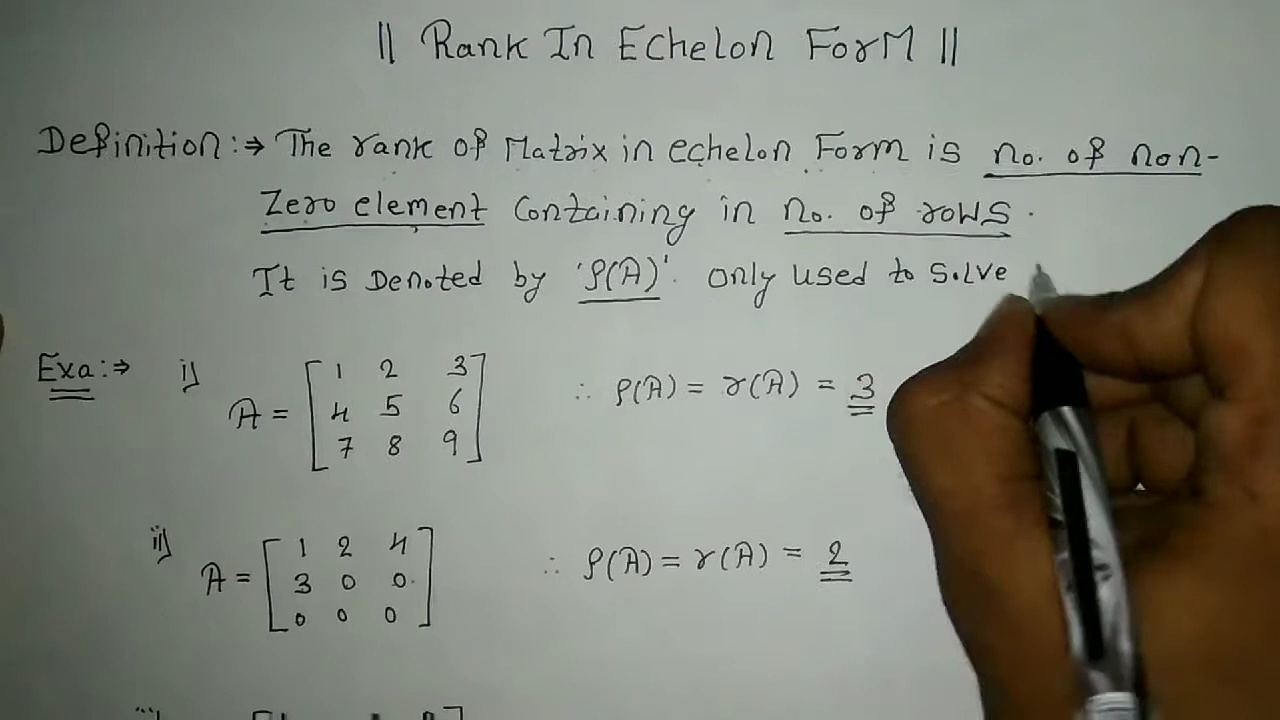 || Rank In Echelon Form ||
Definition :⇒ The rank of Matrix in echelon Form is no. of non-
Zero element Containing in no. of rows.
It is Denoted by 'ρ(A)'. only used to Solve
Exa :⇒ i) A = [ 1 2 3 ∴ ρ(A) = r(A) = 3
4 5 6
7 8 9 ]
ii) A = [ 1 2 4 ∴ ρ(A) = r(A) = 2
3 0 0.
0 0 0 ]